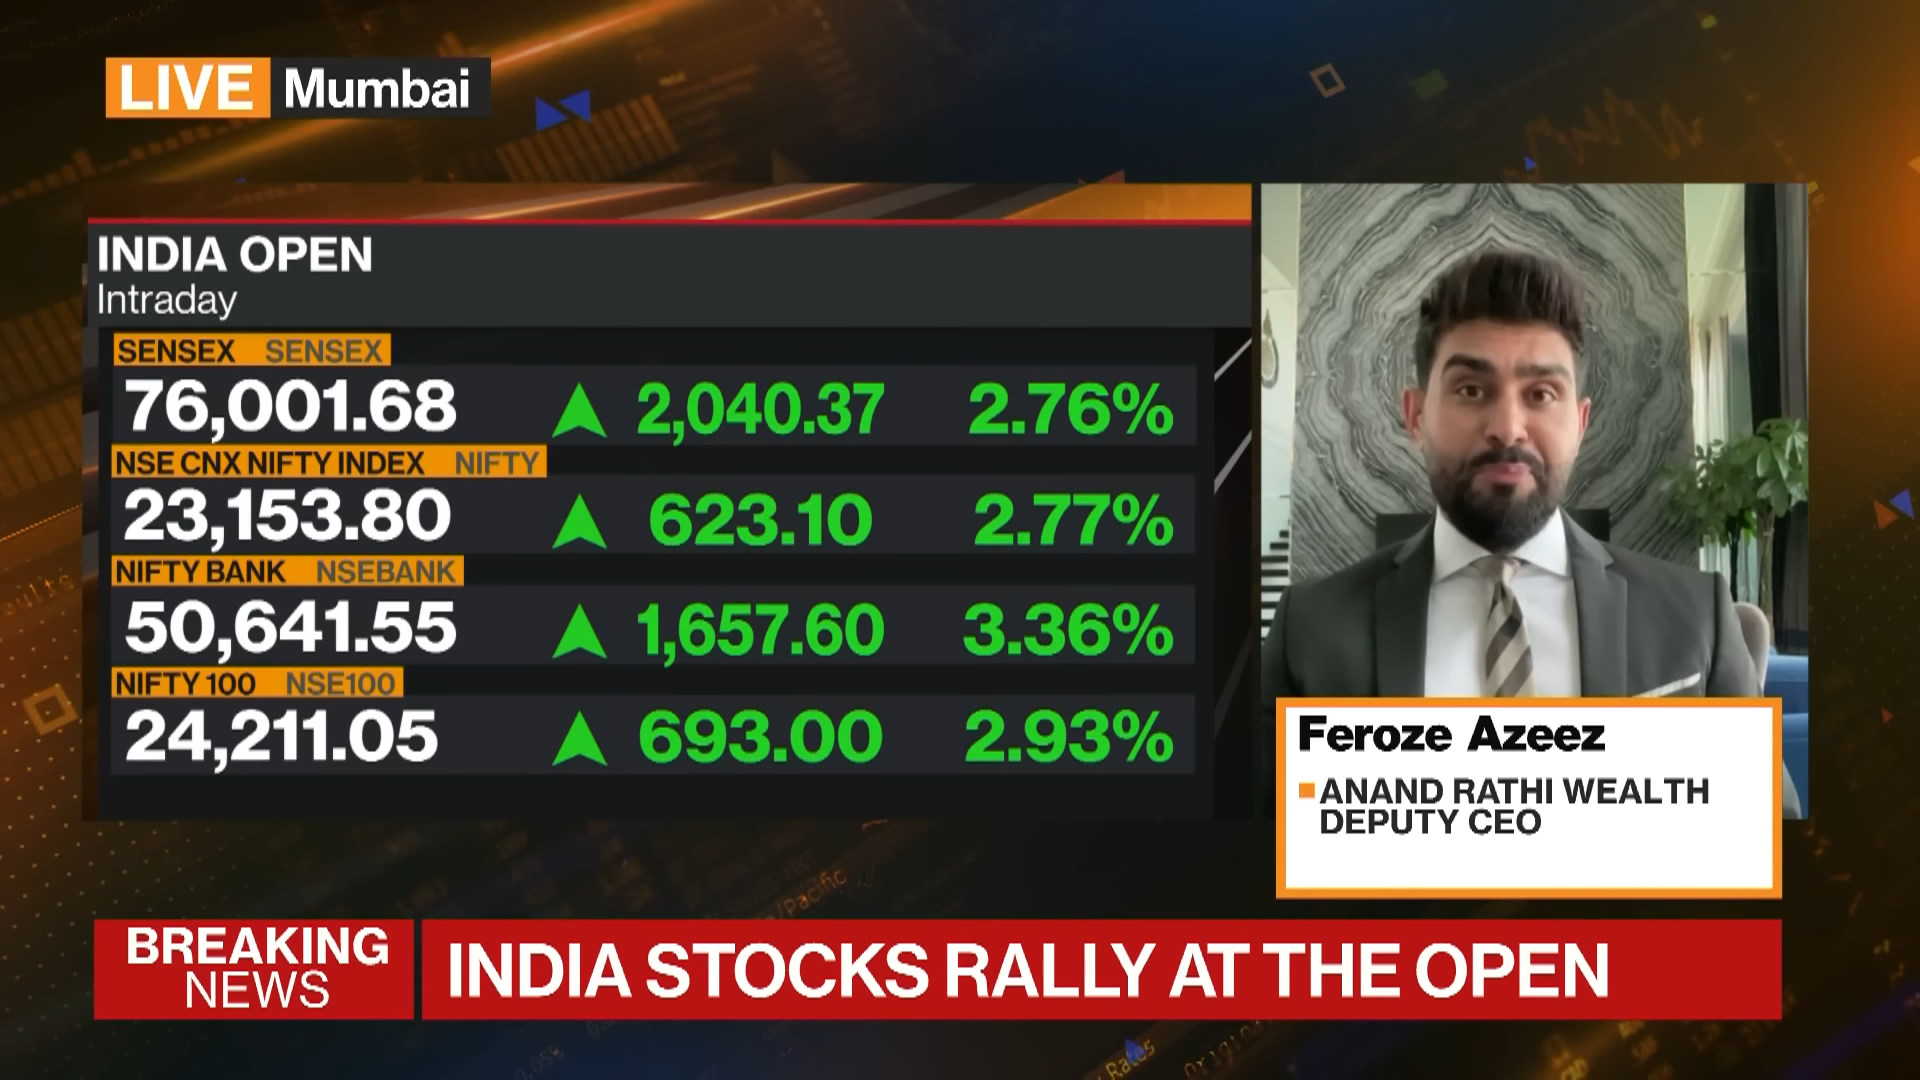 LIVE Mumbai
INDIA OPEN
Intraday
SENSEX SENSEX
76,001.68 ▲ 2,040.37 2.76%
NSE CNX NIFTY INDEX NIFTY
23,153.80 ▲ 623.10 2.77%
NIFTY BANK NSEBANK
50,641.55 ▲ 1,657.60 3.36%
NIFTY 100 NSE100
24,211.05 ▲ 693.00 2.93%
Feroze Azeez
ANAND RATHI WEALTH
DEPUTY CEO
BREAKING
NEWS
INDIA STOCKS RALLY AT THE OPEN
/Pacific
Rates